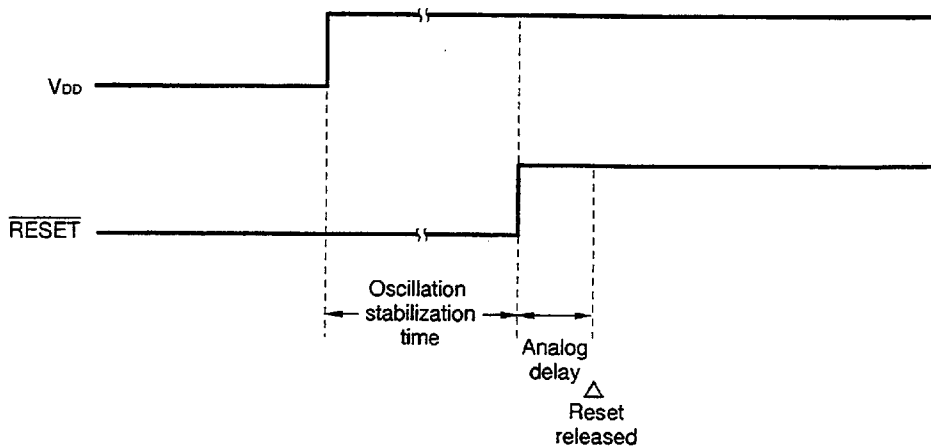 VDD
RESET
Oscillation
stabilization
time
Analog
delay
Reset
released